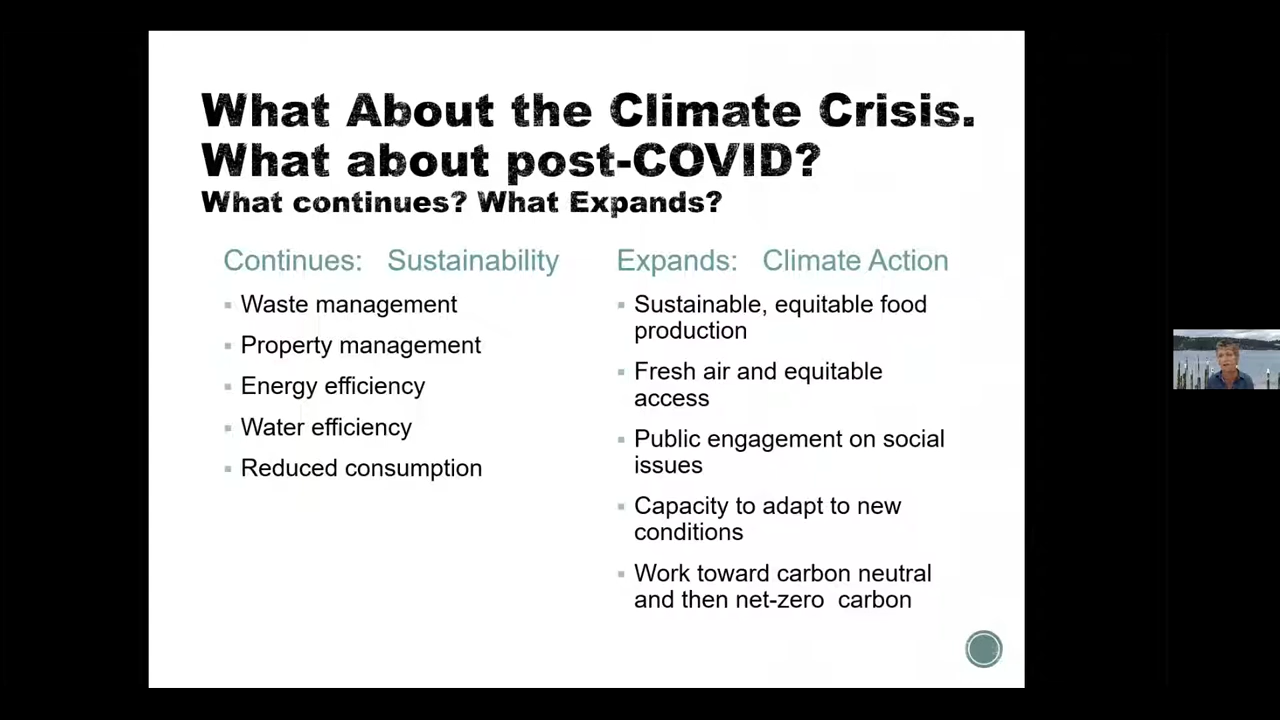 What About the Climate Crisis.
What about post-COVID?
What continues? What Expands?
Continues: Sustainability
Waste management
Property management
Energy efficiency
Water efficiency
Reduced consumption
Expands: Climate Action
Sustainable, equitable food
production
Fresh air and equitable
access
Public engagement on social
issues
Capacity to adapt to new
conditions
Work toward carbon neutral
and then net-zero carbon